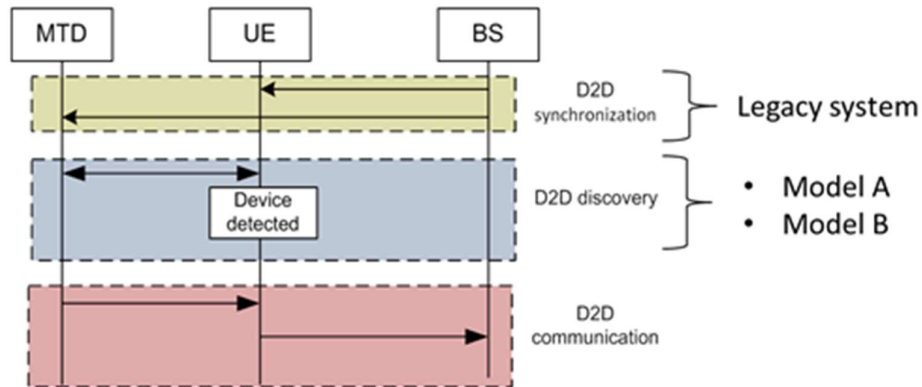 MTD
UE
BS
D2D
synchronization
Legacy system
Device
detected
D2D discovery
• Model A
• Model B
D2D
communication